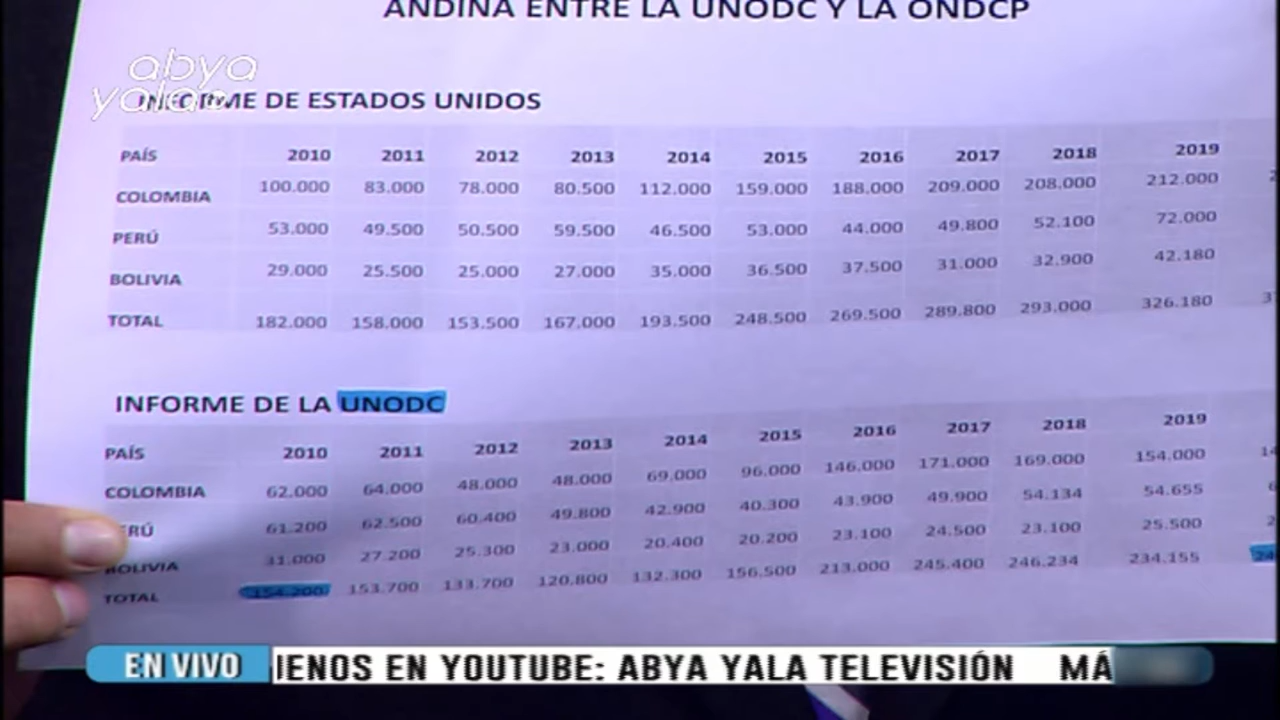 ANDINA ENTRE LA UNODC Y LA ONDCP
abya
yala
INFORME DE ESTADOS UNIDOS
PAÍS 2010 2011 2012 2013 2014 2015 2016 2017 2018 2019
COLOMBIA 100.000 83.000 78.000 80.500 112.000 159.000 188.000 209.000 208.000 212.000
PERÚ 53.000 49.500 50.500 59.500 46.500 53.000 44.000 49.800 52.100 72.000
BOLIVIA 29.000 25.500 25.000 27.000 35.000 36.500 37.500 31.000 32.900 42.180
TOTAL 182.000 158.000 153.500 167.000 193.500 248.500 269.500 289.800 293.000 326.180
INFORME DE LA UNODC
PAÍS 2010 2011 2012 2013 2014 2015 2016 2017 2018 2019
COLOMBIA 62.000 64.000 48.000 48.000 69.000 96.000 146.000 171.000 169.000 154.000
RÚ 61.200 62.500 60.400 49.800 42.900 40.300 43.900 49.900 54.134 54.655
BOLIVIA 31.000 27.200 25.300 23.000 20.400 20.200 23.100 24.500 23.100 25.500
TOTAL 154.200 153.700 133.700 120.800 132.300 156.500 213.000 245.400 246.234 234.155
EN VIVO IENOS EN YOUTUBE: ABYA YALA TELEVISIÓN MÁ